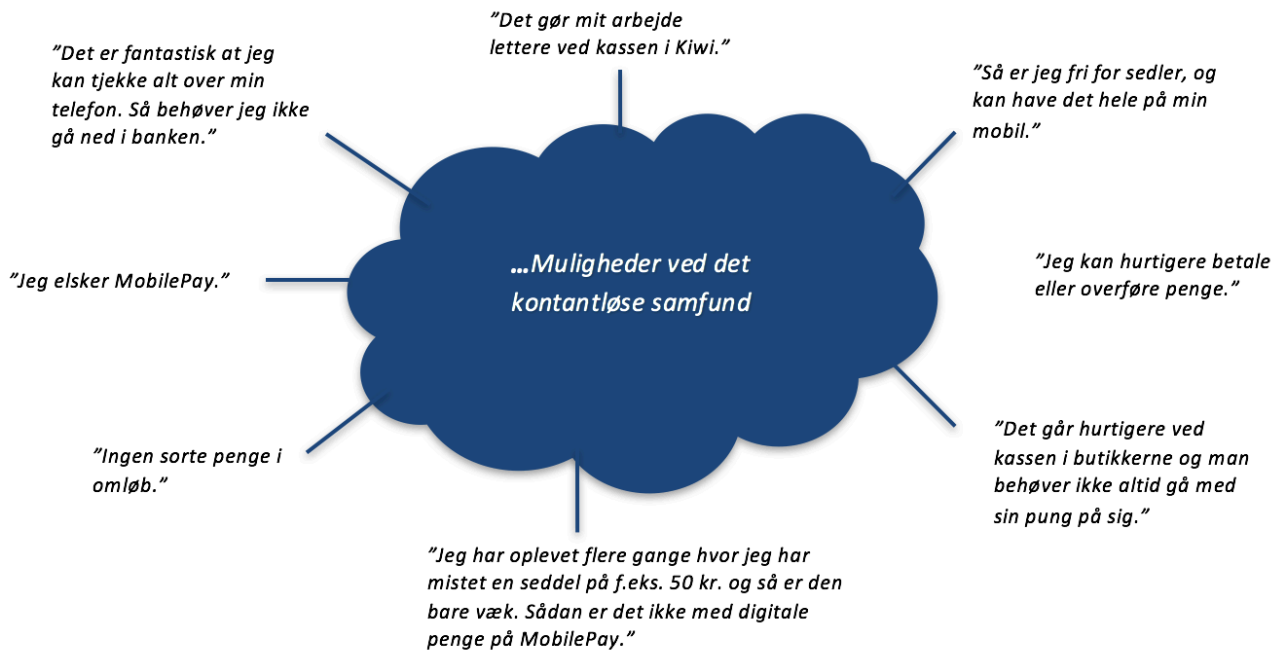 ”Det gør mit arbejde
lettere ved kassen i Kiwi.”
”Det er fantastisk at jeg
kan tjekke alt over min
telefon. Så behøver jeg ikke
gå ned i banken.”
”Så er jeg fri for sedler, og
kan have det hele på min
mobil.”
…Muligheder ved det
kontantløse samfund
”Jeg elsker MobilePay.”
”Jeg kan hurtigere betale
eller overføre penge.”
”Ingen sorte penge i
omløb.”
”Det går hurtigere ved
kassen i butikkerne og man
behøver ikke altid gå med
sin pung på sig.”
”Jeg har oplevet flere gange hvor jeg har
mistet en seddel på f.eks. 50 kr. og så er den
bare væk. Sådan er det ikke med digitale
penge på MobilePay.”